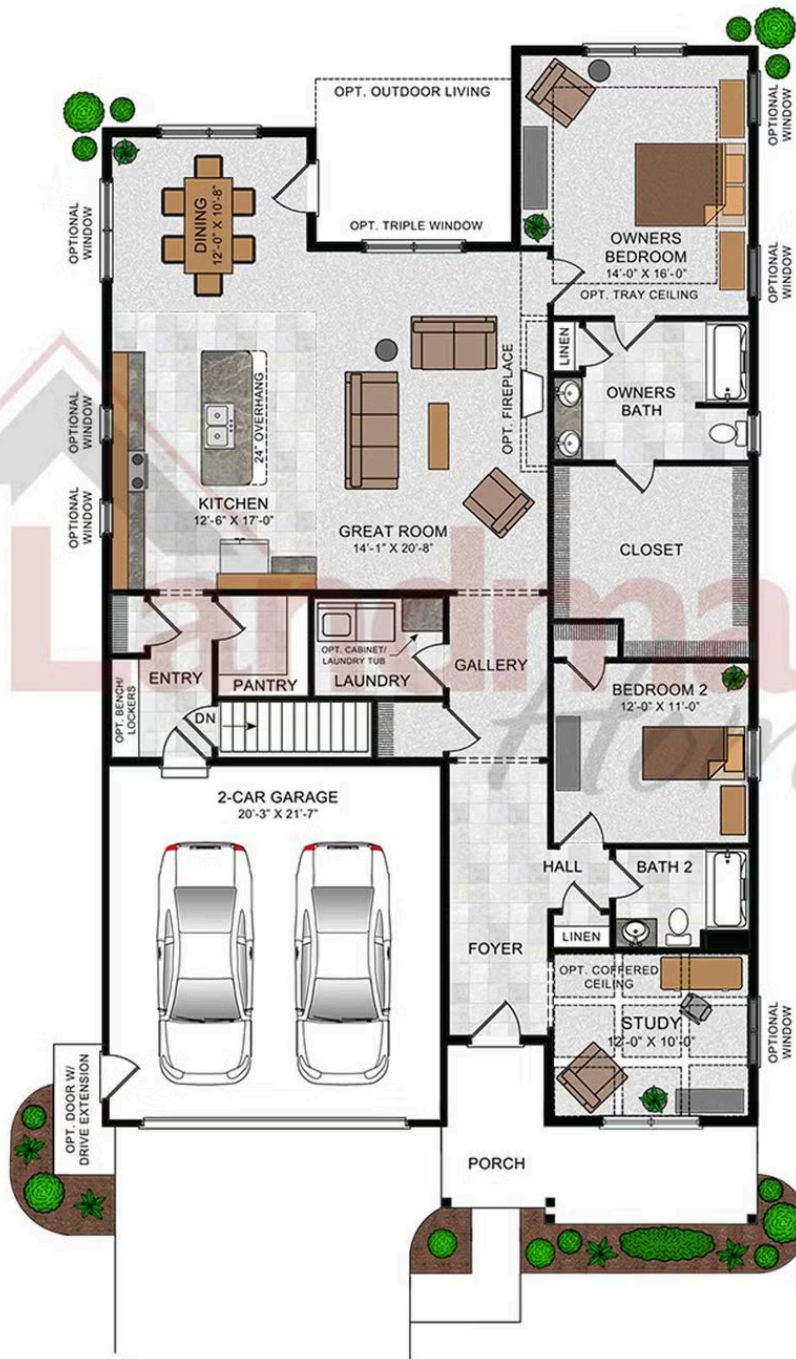 OPT. OUTDOOR LIVING
OPTIONAL
WINDOW
OPTIONAL
WINDOW
DINING
12'-0" X 10'-8"
OPT. TRIPLE WINDOW
OWNERS
BEDROOM
14'-0" X 16'-0"
OPT. TRAY CEILING
OPTIONAL
WINDOW
LINEN
OWNERS
BATH
OPT. FIREPLACE
24" OVERHANG
OPTIONAL
WINDOW
OPTIONAL
WINDOW
KITCHEN
12'-6" X 17'-0"
GREAT ROOM
14'-1" X 20'-8"
CLOSET
Landma
Hom
OPT. CABINET/
LAUNDRY TUB
LAUNDRY
GALLERY
ENTRY
PANTRY
OPT. BENCH/
LOCKERS
DN
BEDROOM 2
12'-0" X 11'-0"
2-CAR GARAGE
20'-3" X 21'-7"
HALL
BATH 2
LINEN
FOYER
OPT. COFFERED
CEILING
STUDY
12'-0" X 10'-0"
OPTIONAL
WINDOW
OPT. DOOR W/
DRIVE EXTENSION
PORCH